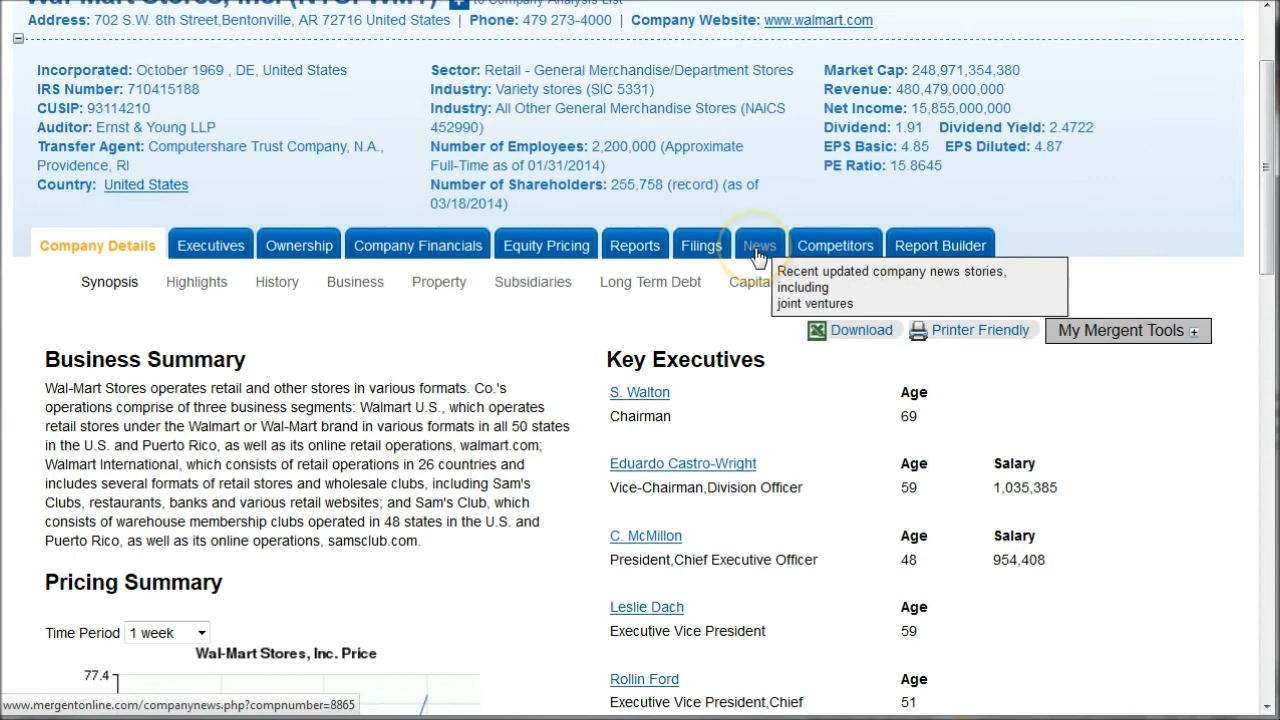 Wal-Mart Stores, Inc. (NYS: WMT) + to Company Analysis List
Address: 702 S.W. 8th Street,Bentonville, AR 72716 United States | Phone: 479 273-4000 | Company Website: www.walmart.com
Incorporated: October 1969 , DE, United States
IRS Number: 710415188
CUSIP: 93114210
Auditor: Ernst & Young LLP
Transfer Agent: Computershare Trust Company, N.A.,
Providence, RI
Country: United States
Sector: Retail - General Merchandise/Department Stores
Industry: Variety stores (SIC 5331)
Industry: All Other General Merchandise Stores (NAICS
452990)
Number of Employees: 2,200,000 (Approximate
Full-Time as of 01/31/2014)
Number of Shareholders: 255,758 (record) (as of
03/18/2014)
Market Cap: 248,971,354,380
Revenue: 480,479,000,000
Net Income: 15,855,000,000
Dividend: 1.91 Dividend Yield: 2.4722
EPS Basic: 4.85 EPS Diluted: 4.87
PE Ratio: 15.8645
Company Details Executives Ownership Company Financials Equity Pricing Reports Filings News Competitors Report Builder
Synopsis Highlights History Business Property Subsidiaries Long Term Debt Capita
Recent updated company news stories,
including
joint ventures
Download Printer Friendly My Mergent Tools +
Business Summary
Wal-Mart Stores operates retail and other stores in various formats. Co.'s
operations comprise of three business segments: Walmart U.S., which operates
retail stores under the Walmart or Wal-Mart brand in various formats in all 50 states
in the U.S. and Puerto Rico, as well as its online retail operations, walmart.com;
Walmart International, which consists of retail operations in 26 countries and
includes several formats of retail stores and wholesale clubs, including Sam's
Clubs, restaurants, banks and various retail websites; and Sam's Club, which
consists of warehouse membership clubs operated in 48 states in the U.S. and
Puerto Rico, as well as its online operations, samsclub.com.
Pricing Summary
Time Period 1 week
Wal-Mart Stores, Inc. Price
77.4
Key Executives
S. Walton Age
Chairman 69
Eduardo Castro-Wright Age Salary
Vice-Chairman,Division Officer 59 1,035,385
C. McMillon Age Salary
President,Chief Executive Officer 48 954,408
Leslie Dach Age
Executive Vice President 59
Rollin Ford Age
Executive Vice President,Chief 51
www.mergentonline.com/companynews.php?compnumber=8865